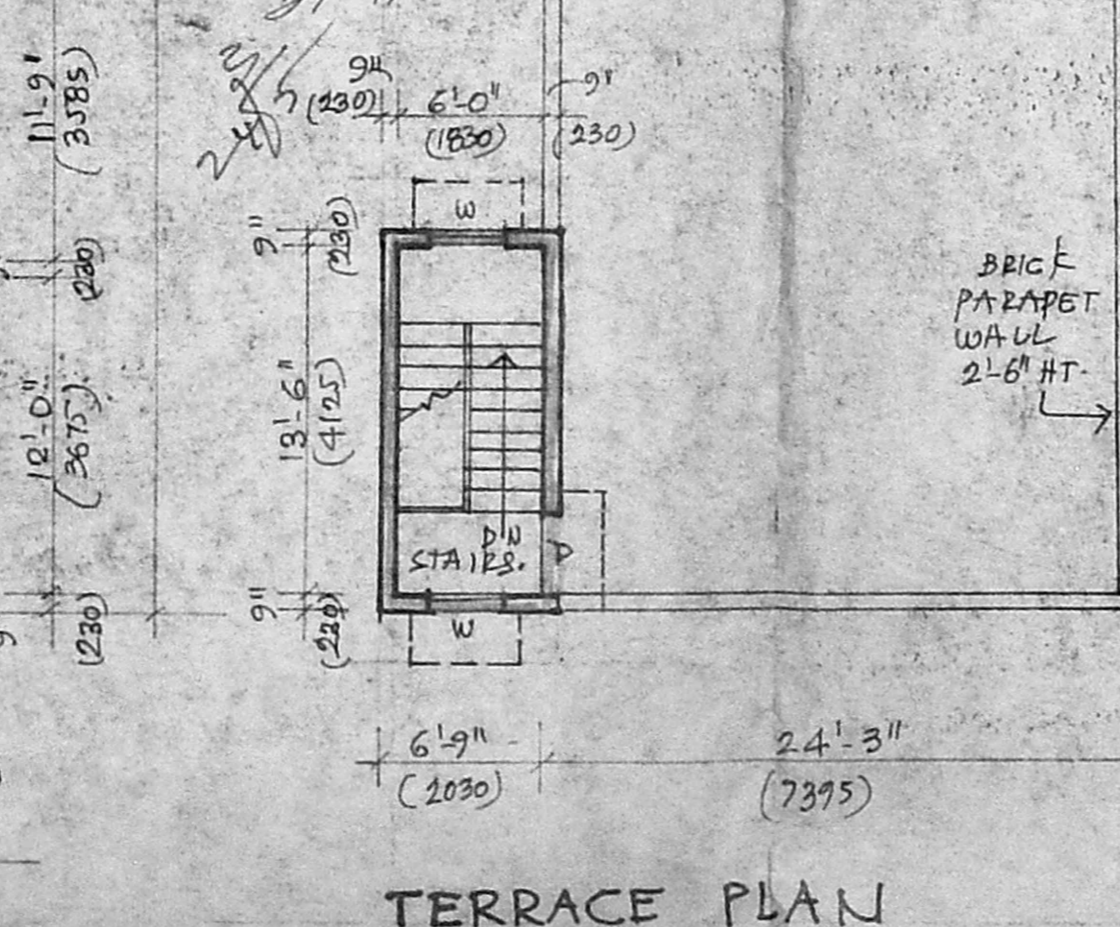 11'-9"
(3585)
9"
(230)
6'-0"
(1830)
9"
(230)
W
9"
(230)
(230)
BRICK
PARAPET
WALL
2'-6" HT.
13'-6"
(4125)
12'-0"
(3675)
DN
STAIRS.
D
9"
(230)
9"
(230)
W
6'-9"
(2030)
24'-3"
(7395)
TERRACE PLAN